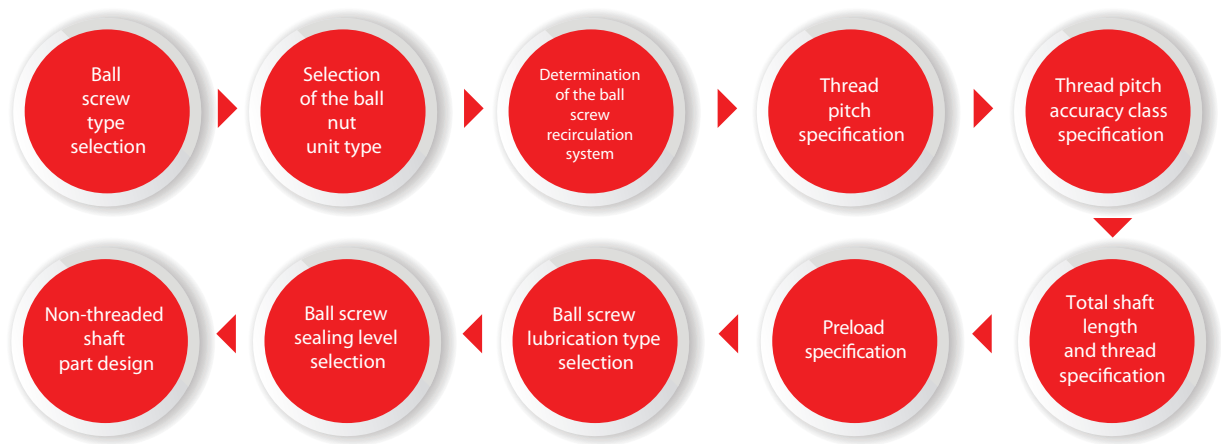 Ball
screw
type
selection
Selection
of the ball
nut
unit type
Determination
of the ball
screw
recirculation
system
Thread
pitch
specification
Thread pitch
accuracy class
specification
Total shaft
length
and thread
specification
Preload
specification
Ball screw
lubrication type
selection
Ball screw
sealing level
selection
Non-threaded
shaft
part design